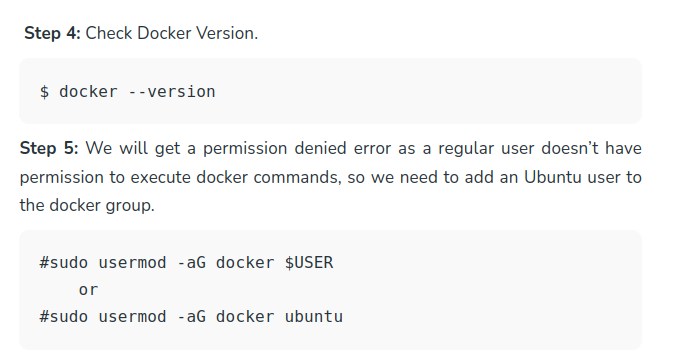 Step 4: Check Docker Version.
$ docker --version
Step 5: We will get a permission denied error as a regular user doesn’t have
permission to execute docker commands, so we need to add an Ubuntu user to
the docker group.
#sudo usermod -aG docker $USER
or
#sudo usermod -aG docker ubuntu